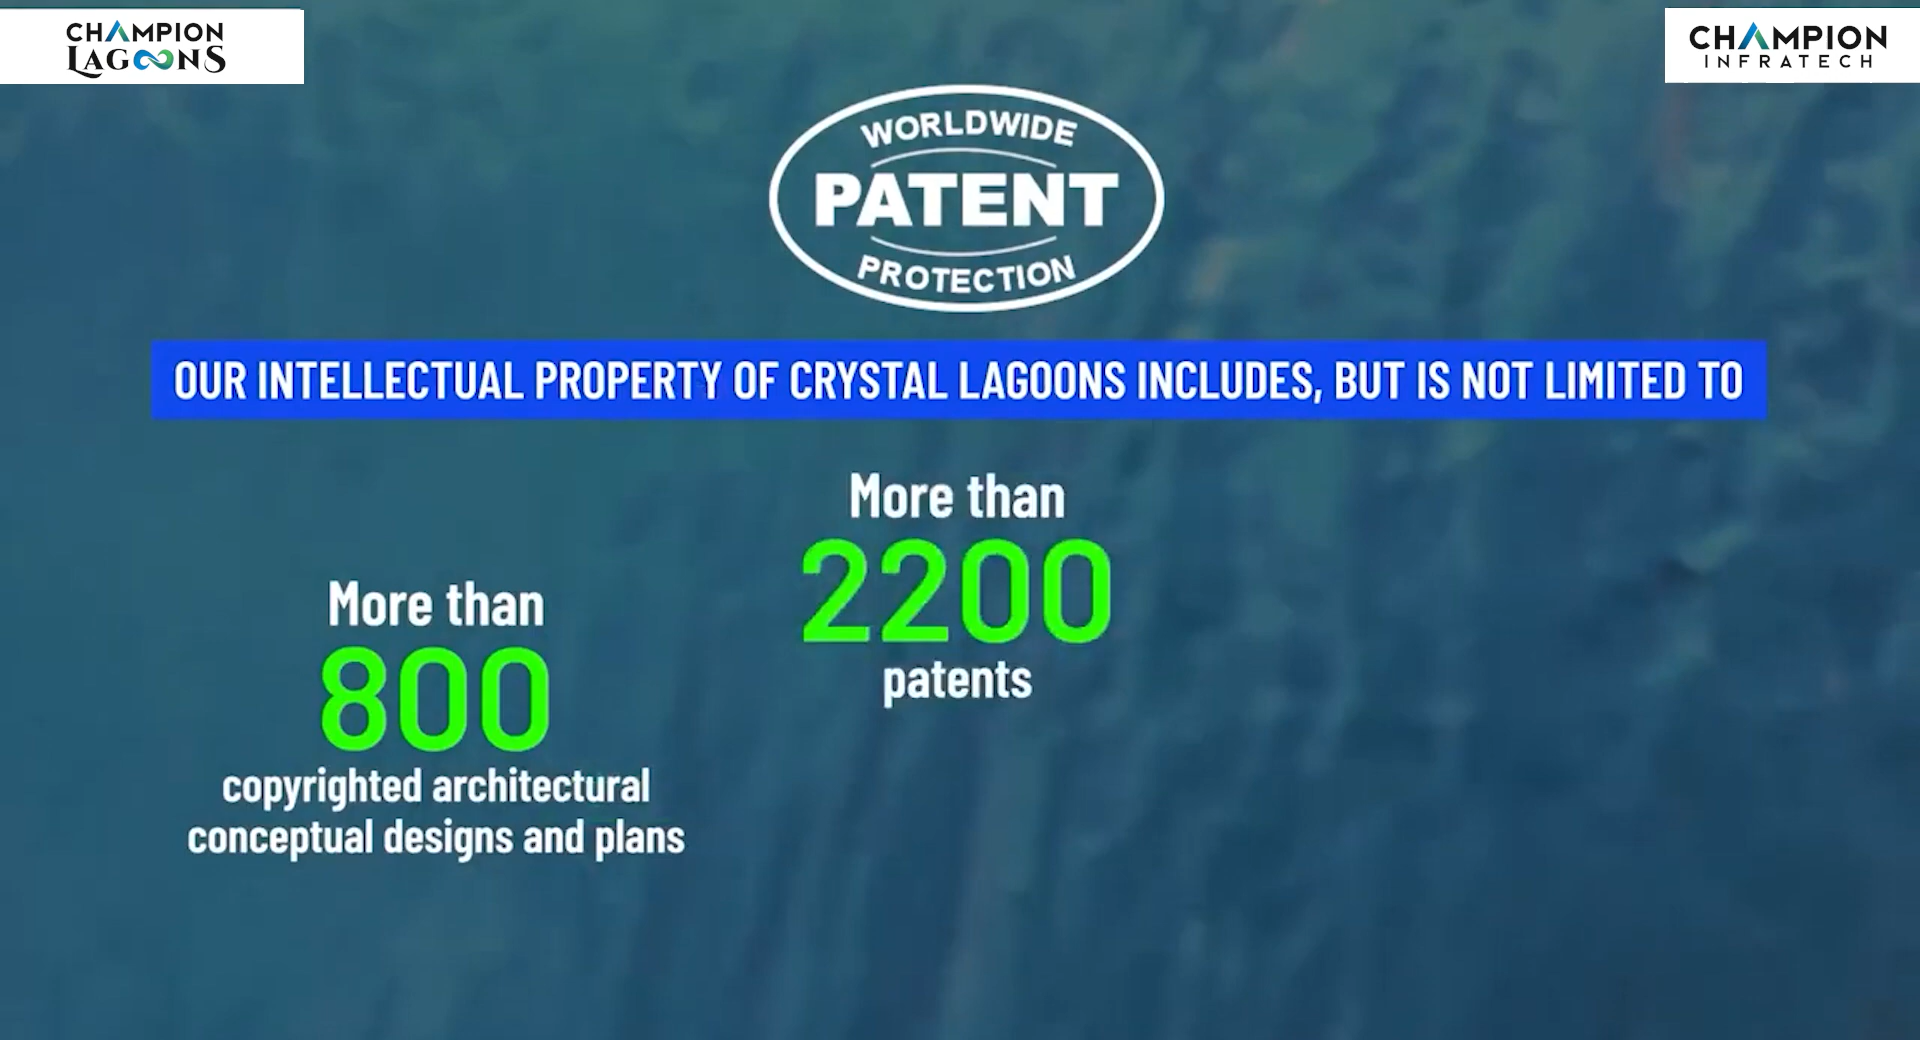 CHAMPION
LAGOONS
CHAMPION
INFRATECH
WORLDWIDE
PATENT
PROTECTION
OUR INTELLECTUAL PROPERTY OF CRYSTAL LAGOONS INCLUDES, BUT IS NOT LIMITED TO
More than
800
copyrighted architectural
conceptual designs and plans
More than
2200
patents